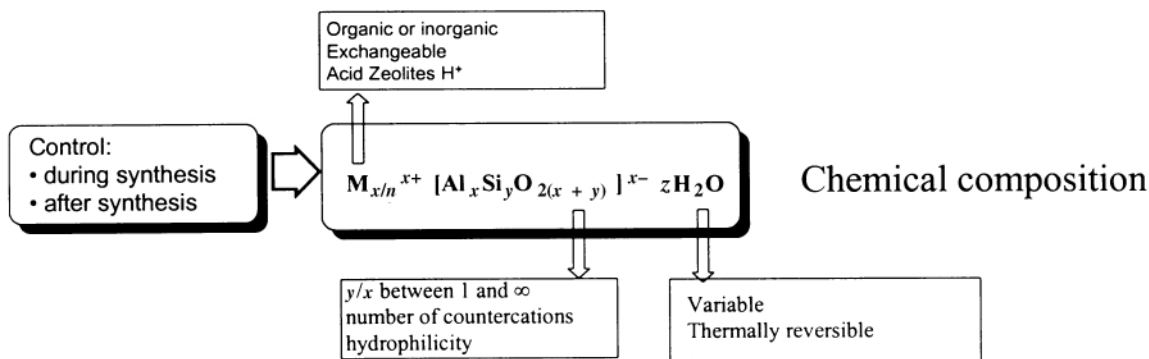 Organic or inorganic
Exchangeable
Acid Zeolites H⁺
Control:
• during synthesis
• after synthesis
M_{x/n}^{x+} [Al_xSi_yO_{2(x + y)}]^{x−} zH₂O
Chemical composition
y/x between 1 and ∞
number of countercations
hydrophilicity
Variable
Thermally reversible